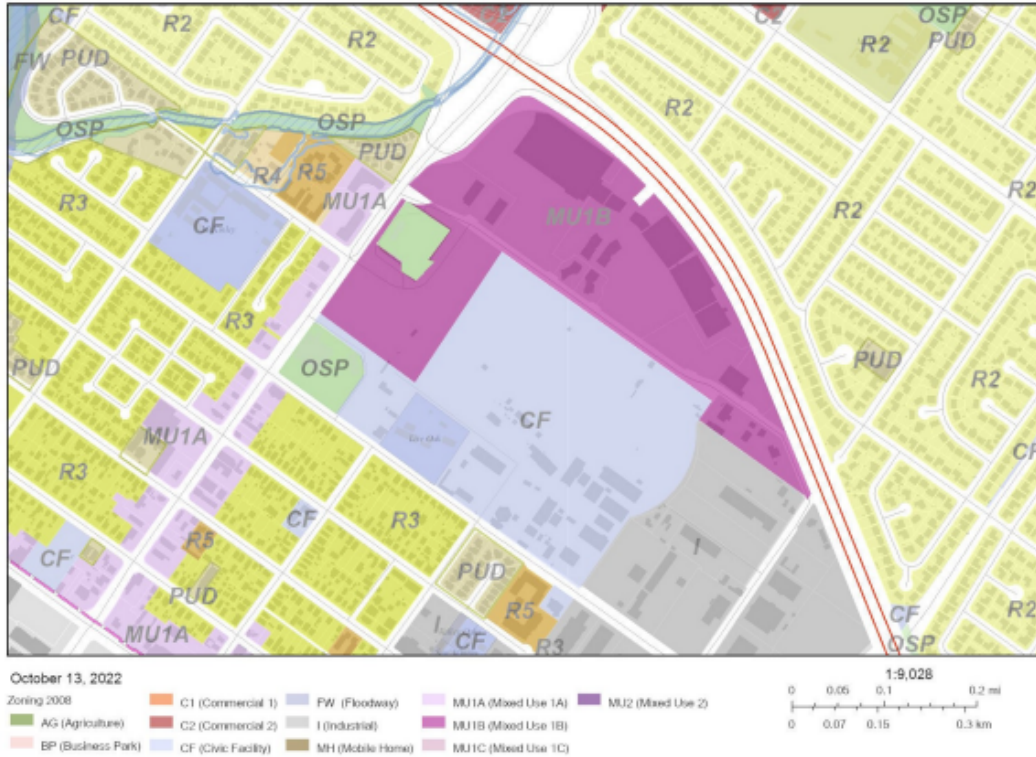 CF
R2
R2
C2
OSP
R2
PUD
FW
PUD
OSP
OSP
R2
CF
R4
R5
PUD
R3
MU1A
MU1B
R2
R2
CF
R3
PUD
OSP
PUD
R2
R2
MU1A
CF
R3
CF
R3
CF
R5
CF
PUD
PUD
R5
I
I
CF
R3
MU1A
CF
OSP
R2
October 13, 2022
1:9,028
Zoning 2008
AG (Agriculture)
BP (Business Park)
C1 (Commercial 1)
C2 (Commercial 2)
CF (Civic Facility)
FW (Floodway)
I (Industrial)
MH (Mobile Home)
MU1A (Mixed Use 1A)
MU1B (Mixed Use 1B)
MU1C (Mixed Use 1C)
MU2 (Mixed Use 2)
0 0.05 0.1 0.2 mi
0 0.07 0.15 0.3 km